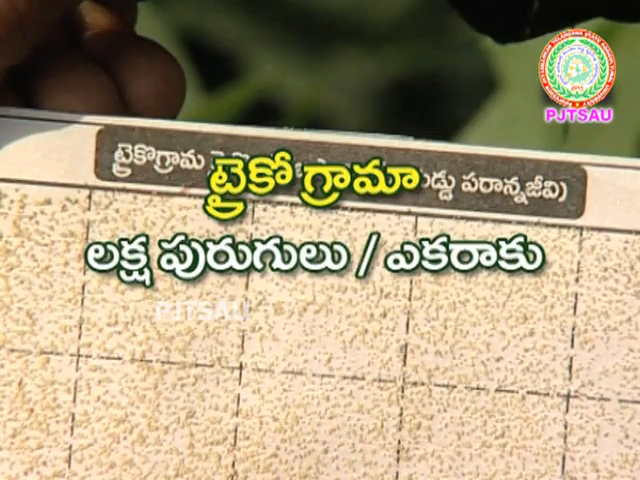 PJTSAU
ట్రైకొగ్రామ
గుడ్డు పరాన్నజీవి)
ట్రైకో గ్రామా
లక్ష పురుగులు / ఎకరాకు
PJTSAU